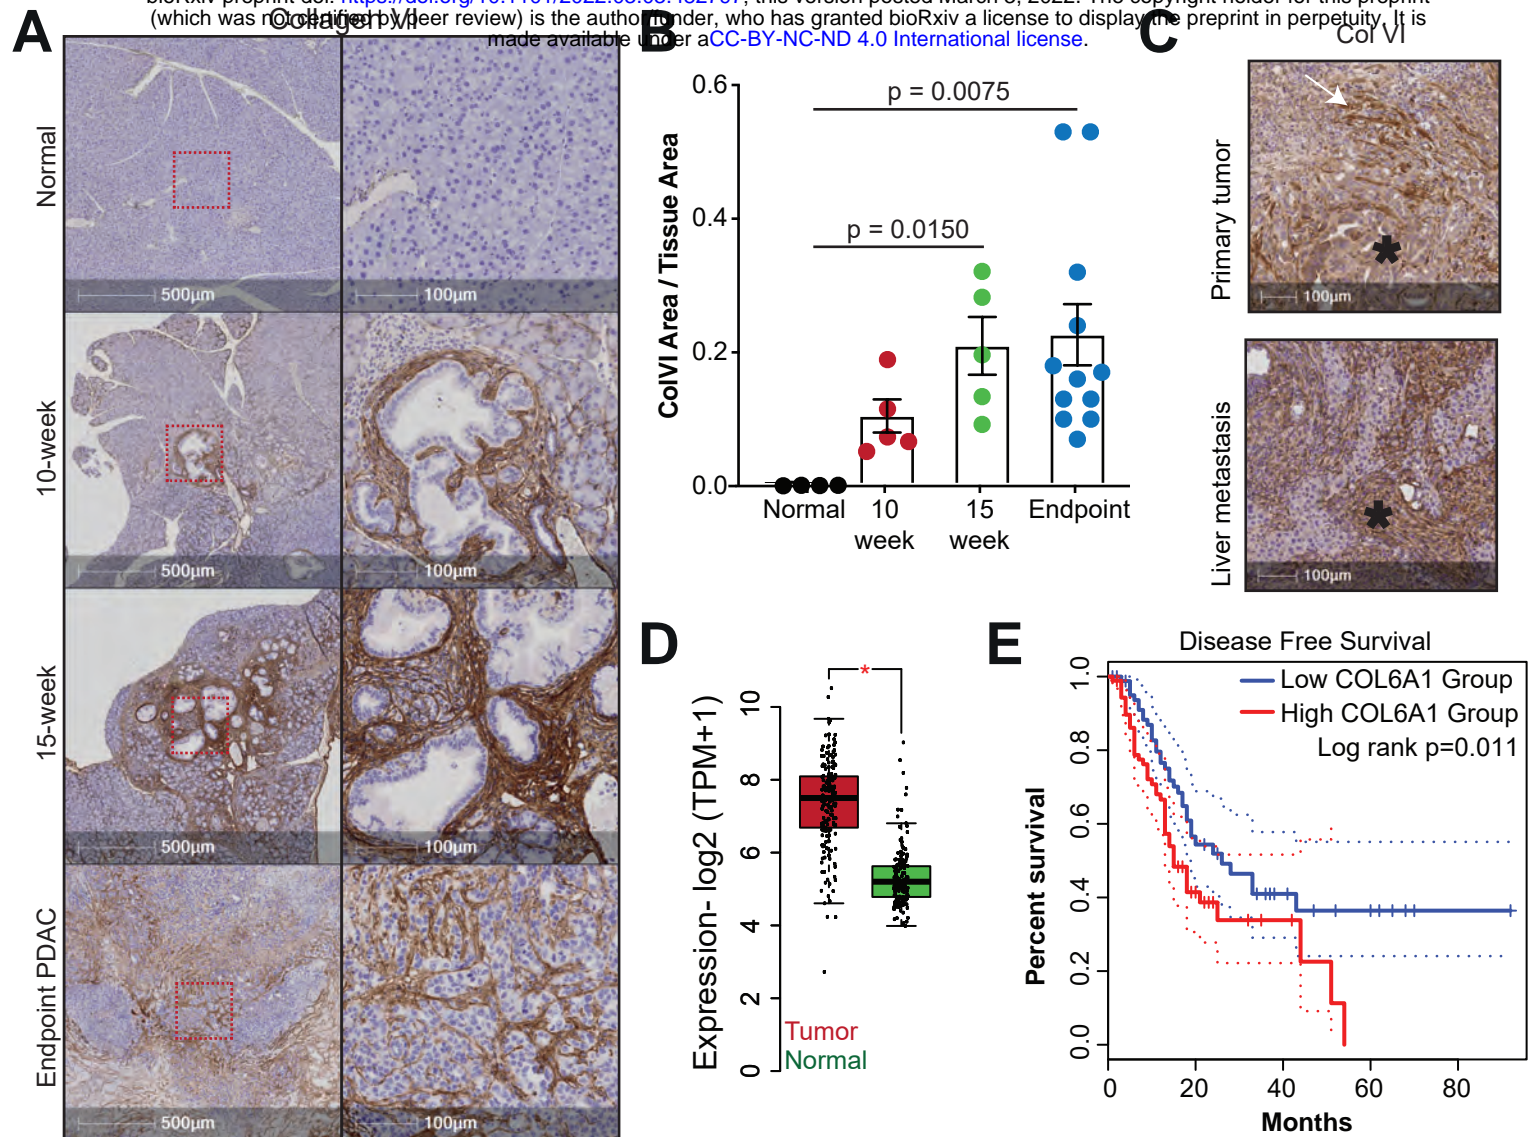 (which was not certified by peer review) is the author/funder, who has granted bioRxiv a license to display the preprint in perpetuity. It is
made available under aCC-BY-NC-ND 4.0 International license.
A
Collagen VI
Normal
500µm
100µm
10-week
500µm
100µm
15-week
500µm
100µm
Endpoint PDAC
500µm
100µm
B
ColVI Area / Tissue Area
0.6
0.4
0.2
0.0
p = 0.0075
p = 0.0150
Normal
10
week
15
week
Endpoint
C
Col VI
Primary tumor
100µm
Liver metastasis
100µm
D
Expression- log2 (TPM+1)
10
8
6
4
2
0
*
Tumor
Normal
E
Disease Free Survival
Low COL6A1 Group
High COL6A1 Group
Log rank p=0.011
Percent survival
1.0
0.8
0.6
0.4
0.2
0.0
0
20
40
60
80
Months